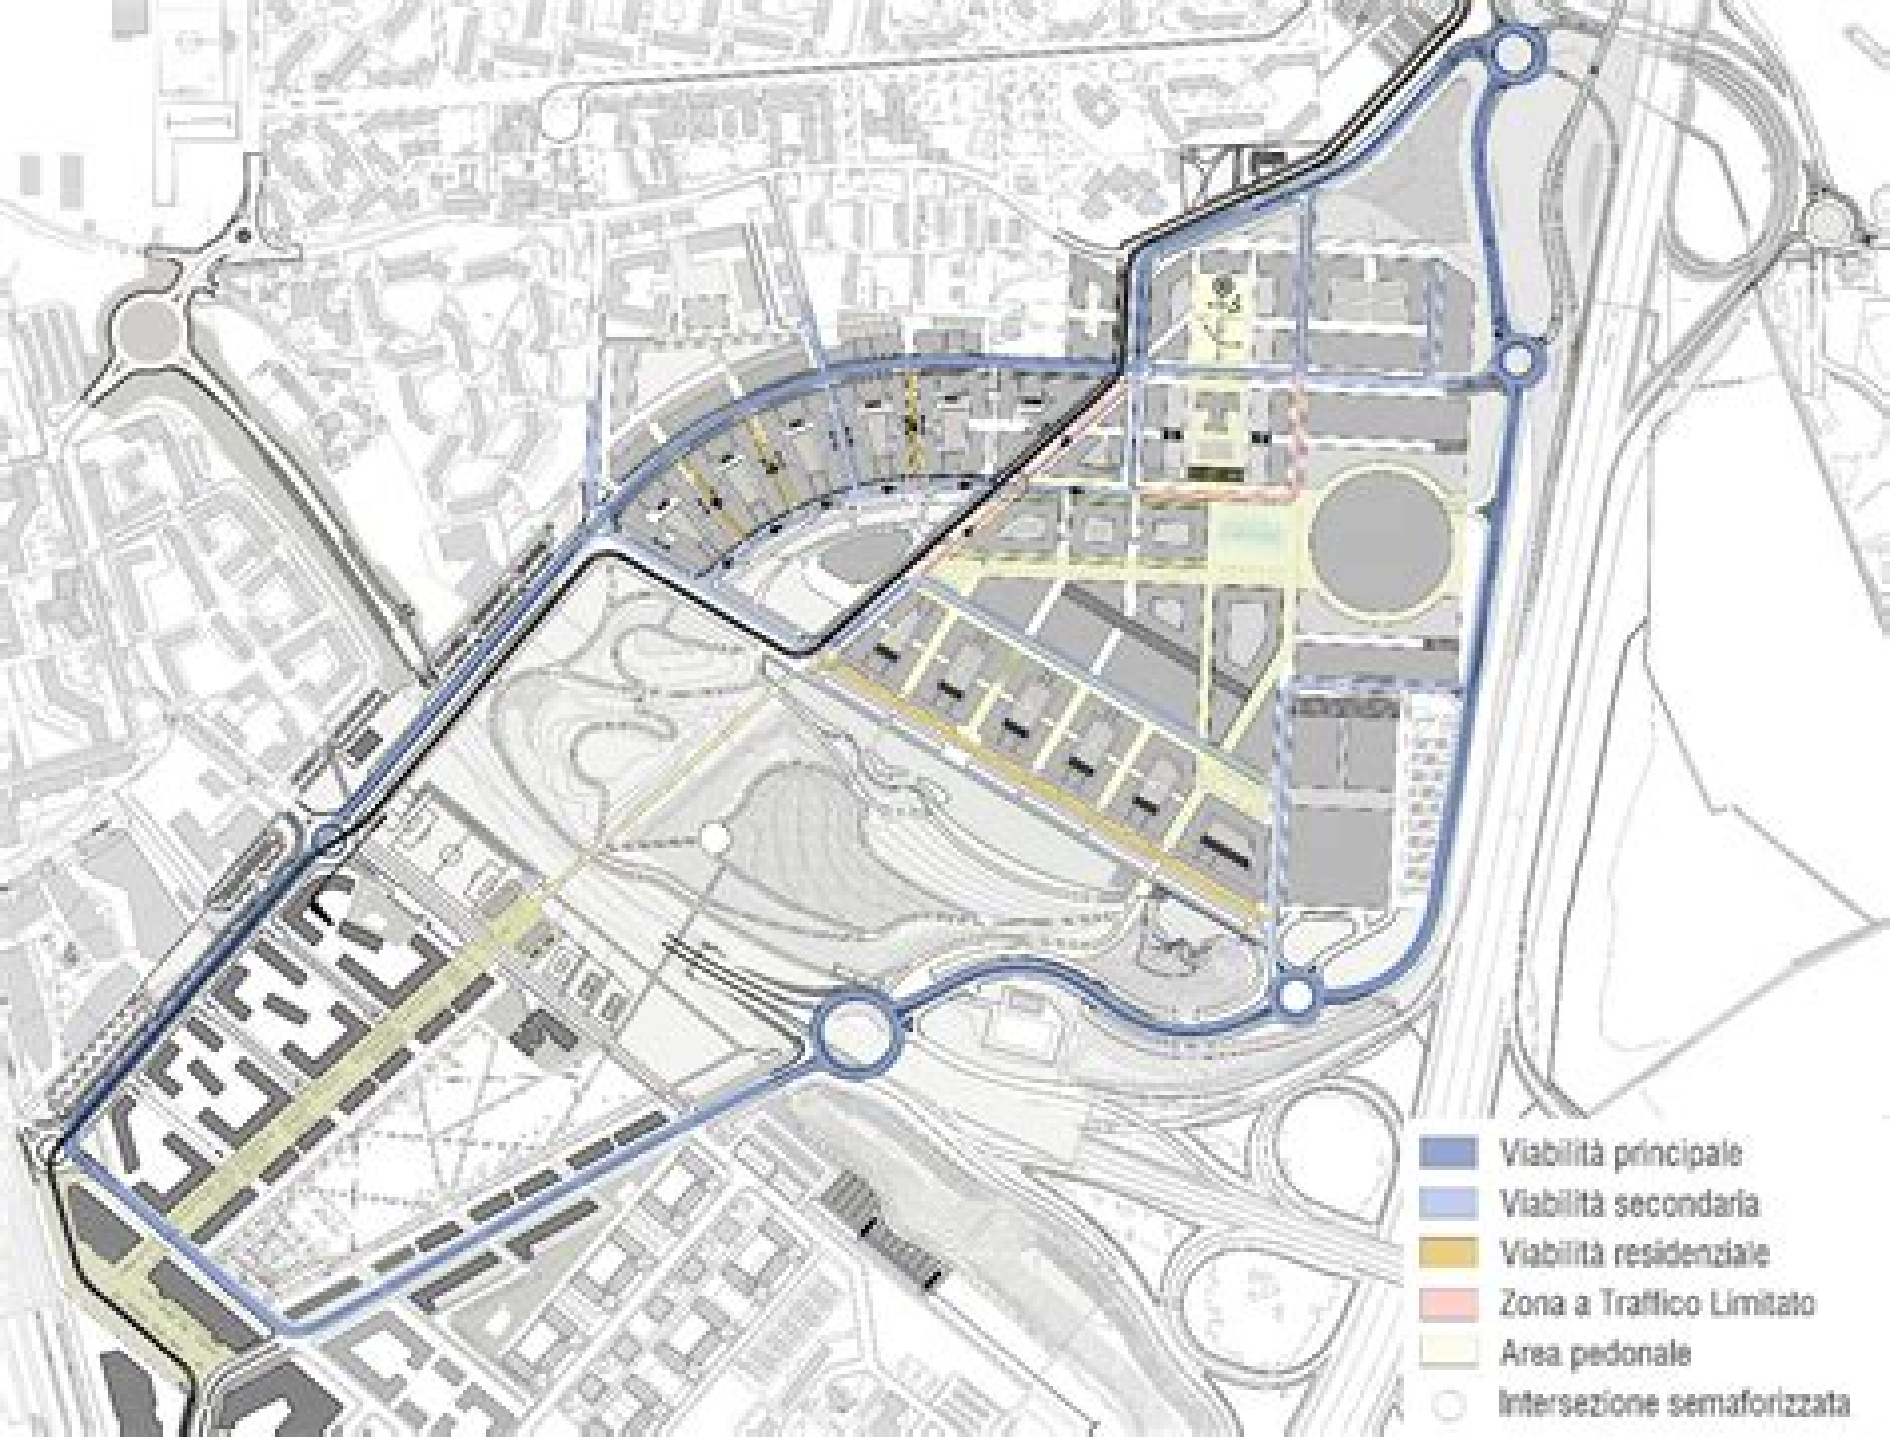 Viabilità principale
Viabilità secondaria
Viabilità residenziale
Zona a Traffico Limitato
Area pedonale
Intersezione semaforizzata